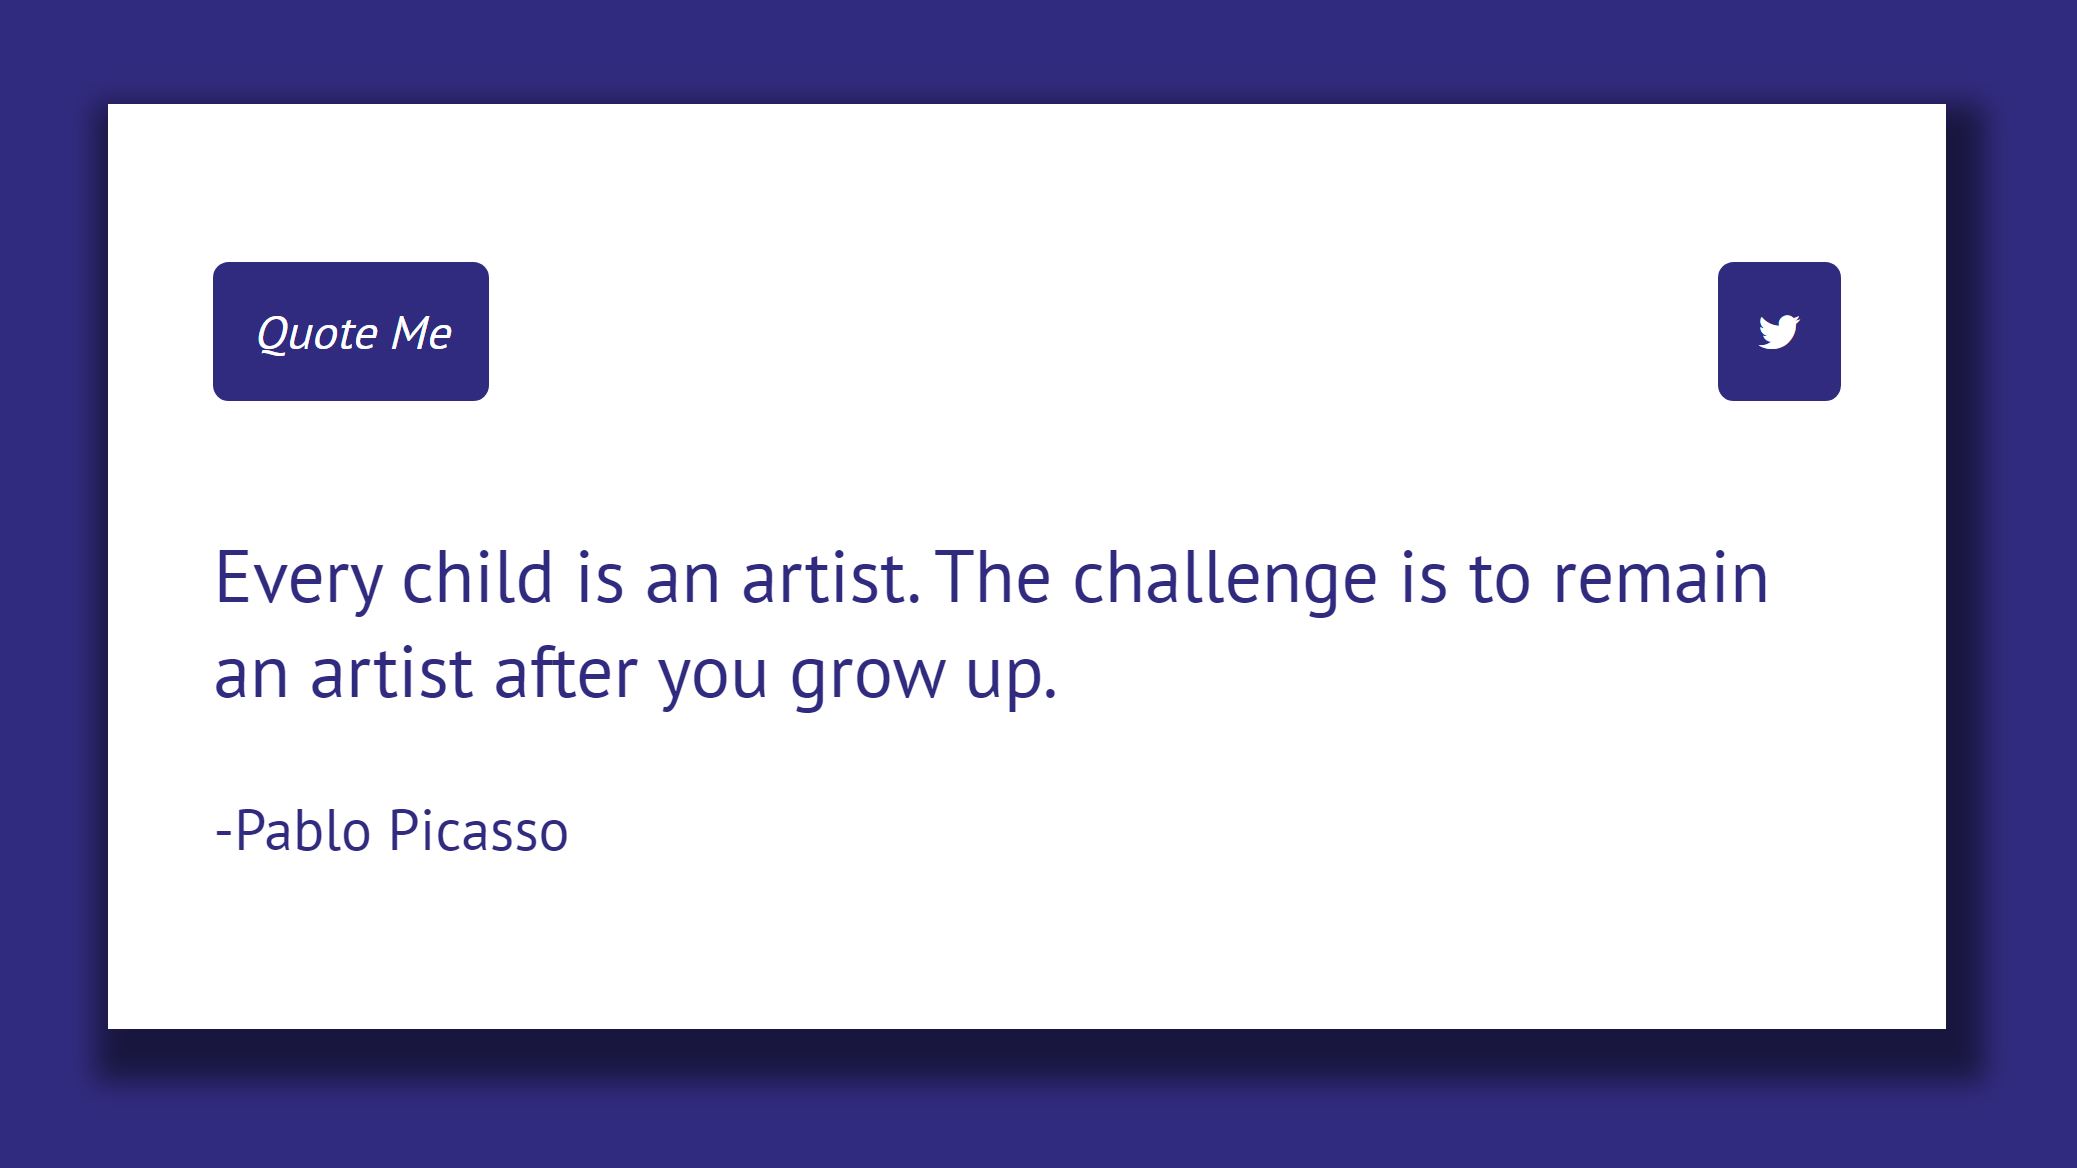 Quote Me
Every child is an artist. The challenge is to remain
an artist after you grow up.
-Pablo Picasso